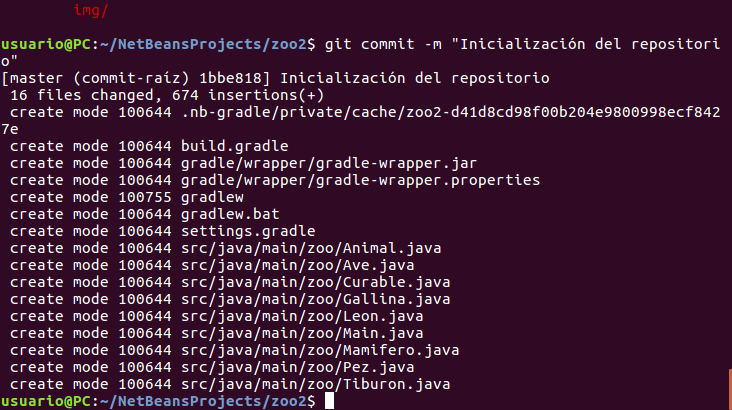 img/
usuario@PC:~/NetBeansProjects/zoo2$ git commit -m "Inicialización del repositori
o"
[master (commit-raíz) 1bbe818] Inicialización del repositorio
 16 files changed, 674 insertions(+)
 create mode 100644 .nb-gradle/private/cache/zoo2-d41d8cd98f00b204e9800998ecf842
7e
 create mode 100644 build.gradle
 create mode 100644 gradle/wrapper/gradle-wrapper.jar
 create mode 100644 gradle/wrapper/gradle-wrapper.properties
 create mode 100755 gradlew
 create mode 100644 gradlew.bat
 create mode 100644 settings.gradle
 create mode 100644 src/java/main/zoo/Animal.java
 create mode 100644 src/java/main/zoo/Ave.java
 create mode 100644 src/java/main/zoo/Curable.java
 create mode 100644 src/java/main/zoo/Gallina.java
 create mode 100644 src/java/main/zoo/Leon.java
 create mode 100644 src/java/main/zoo/Main.java
 create mode 100644 src/java/main/zoo/Mamifero.java
 create mode 100644 src/java/main/zoo/Pez.java
 create mode 100644 src/java/main/zoo/Tiburon.java
usuario@PC:~/NetBeansProjects/zoo2$